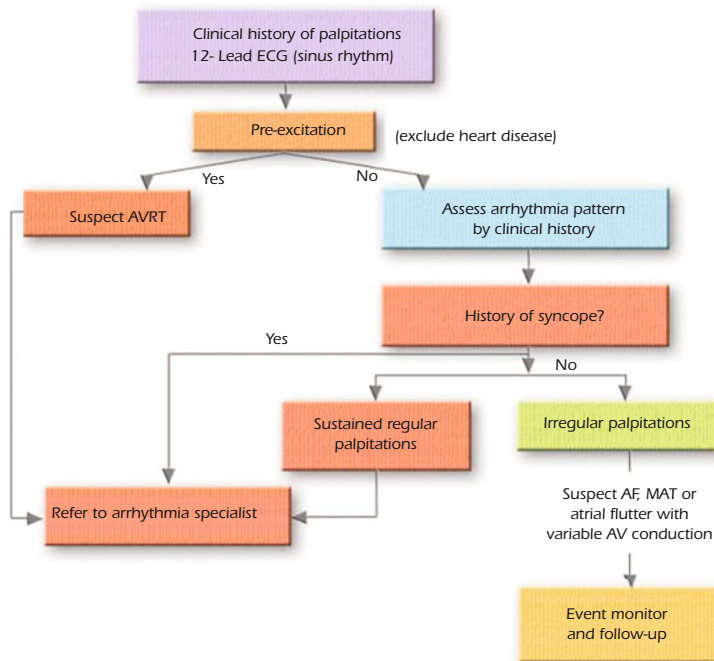 Clinical history of palpitations
12- Lead ECG (sinus rhythm)
Pre-excitation
(exclude heart disease)
Yes
No
Suspect AVRT
Assess arrhythmia pattern
by clinical history
History of syncope?
Yes
No
Sustained regular
palpitations
Irregular palpitations
Refer to arrhythmia specialist
Suspect AF, MAT or
atrial flutter with
variable AV conduction
Event monitor
and follow-up